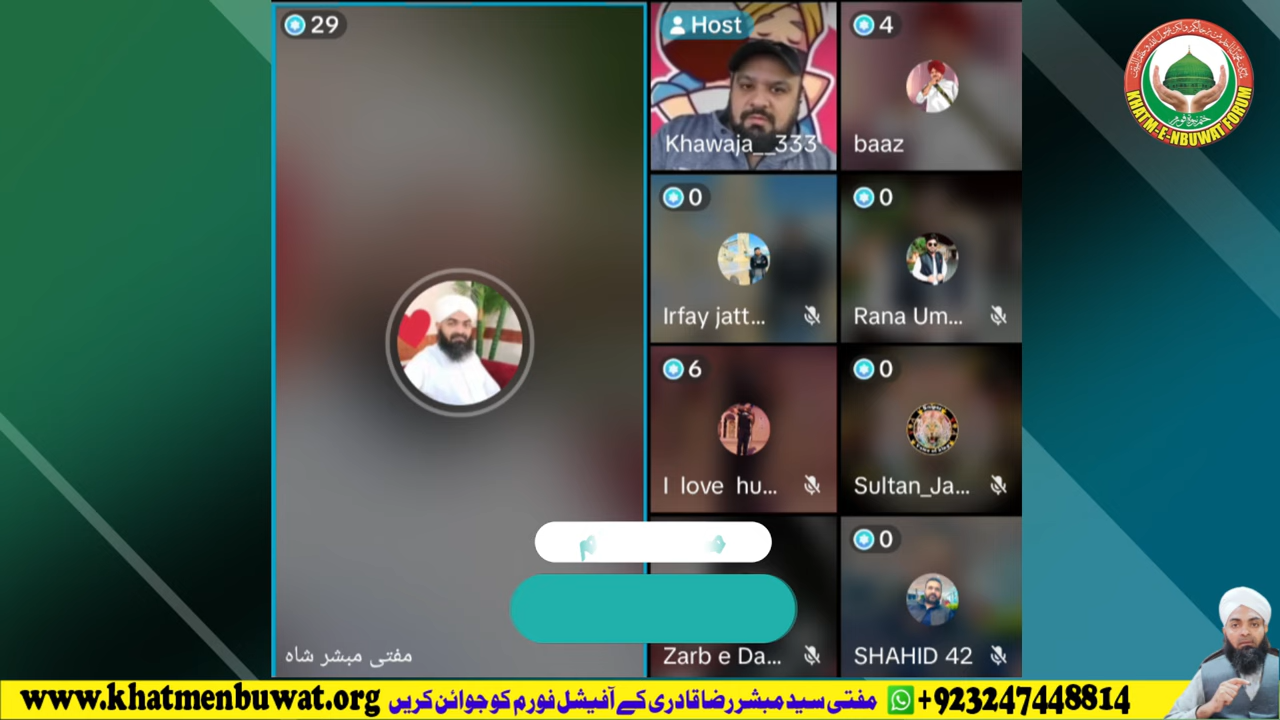 29
Host
Khawaja__333
4
baaz
0
Irfay jatt...
0
Rana Um...
6
I love hu...
0
Sultan_Ja...
مفتی مبشر شاہ
Zarb e Da...
0
SHAHID 42
KHATM-E-NBUWAT FORUM
www.khatmenbuwat.org مفتی سید مبشر رضا قادری کے آفیشل فورم کو جوائن کریں +923247448814